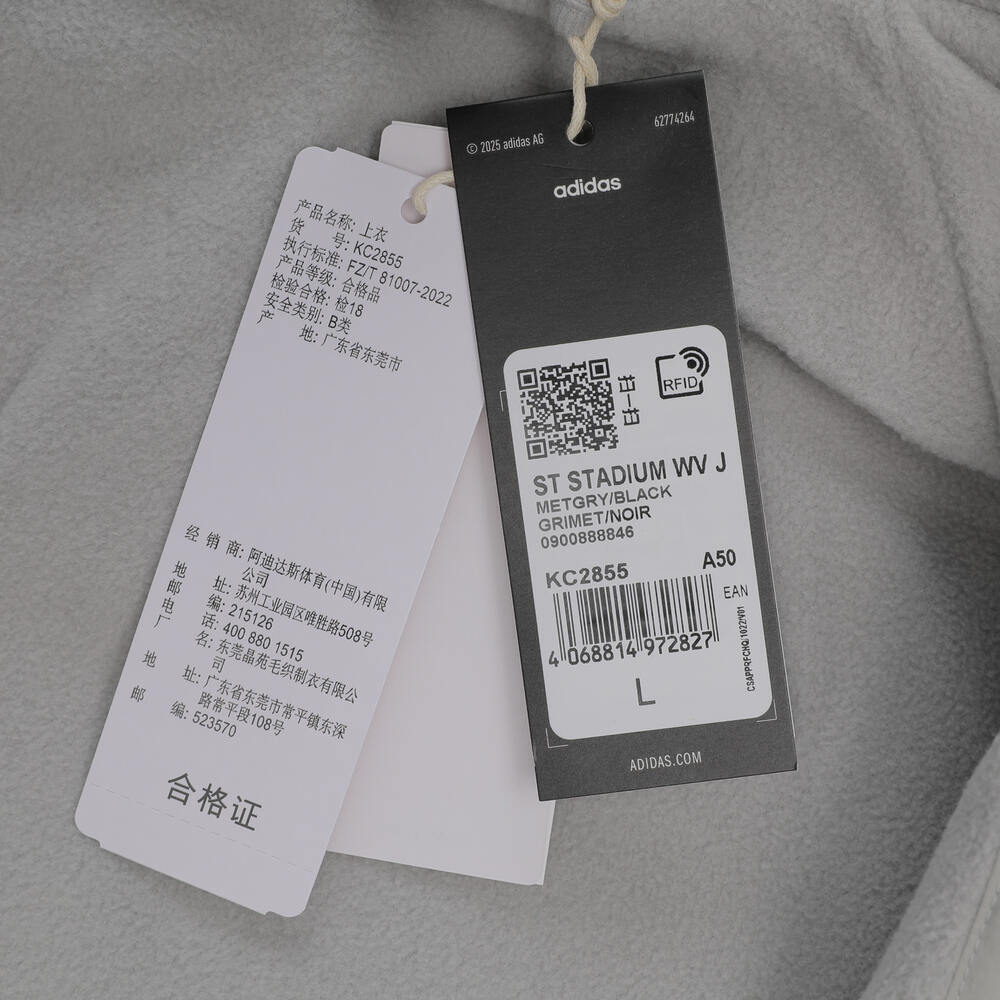 产品名称: 上衣
货 号: KC2855
执行标准: FZ/T 81007-2022
产品等级: 合格品
检验合格: 检18
安全类别: B类
产 地: 广东省东莞市
经 销 商: 阿迪达斯体育(中国)有限
公司
地 址: 苏州工业园区唯胜路508号
邮 编: 215126
电 话: 400 880 1515
厂 名: 东莞晶苑毛织制衣有限公
司
地 址: 广东省东莞市常平镇东深
路常平段108号
邮 编: 523570
合格证
© 2025 adidas AG
62774264
adidas
RFID
ST STADIUM WV J
METGRY/BLACK
GRIMET/NOIR
0900888846
KC2855
A50
EAN
4 068814 972827
CSAPPRFCHQ/1022/V01
L
ADIDAS.COM